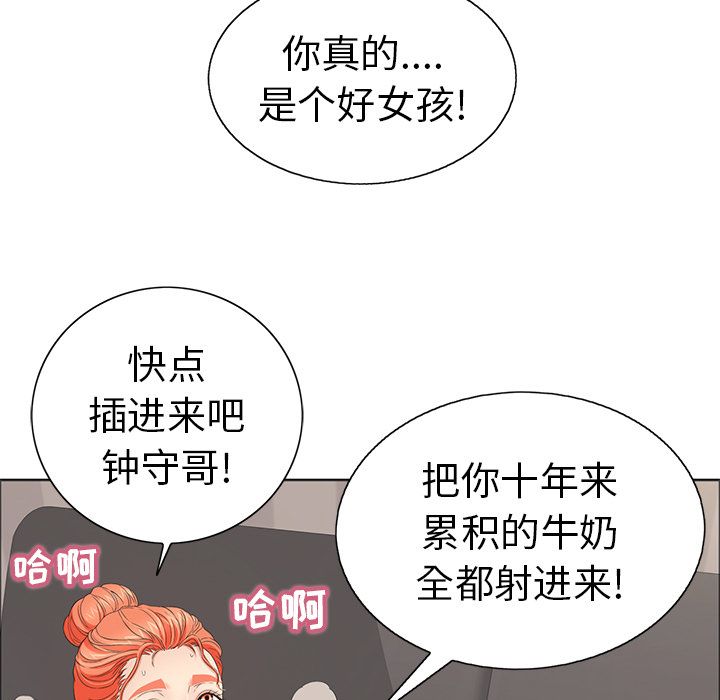 你真的....
是个好女孩!
快点
插进来吧
钟守哥!
把你十年来
累积的牛奶
全都射进来!
哈啊
哈啊